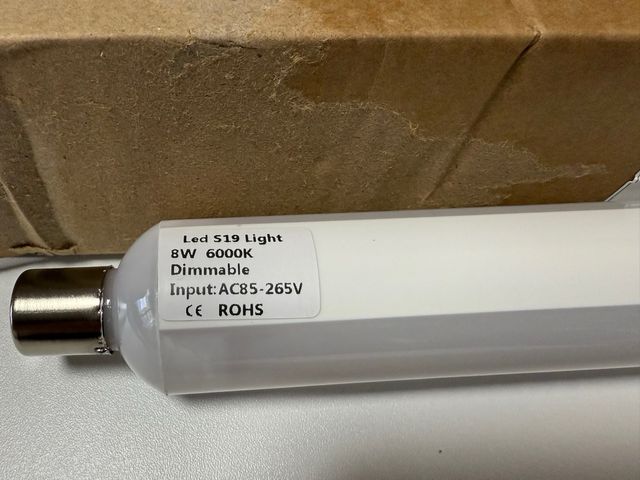 Led S19 Light
8W 6000K
Dimmable
Input:AC85-265V
CE ROHS